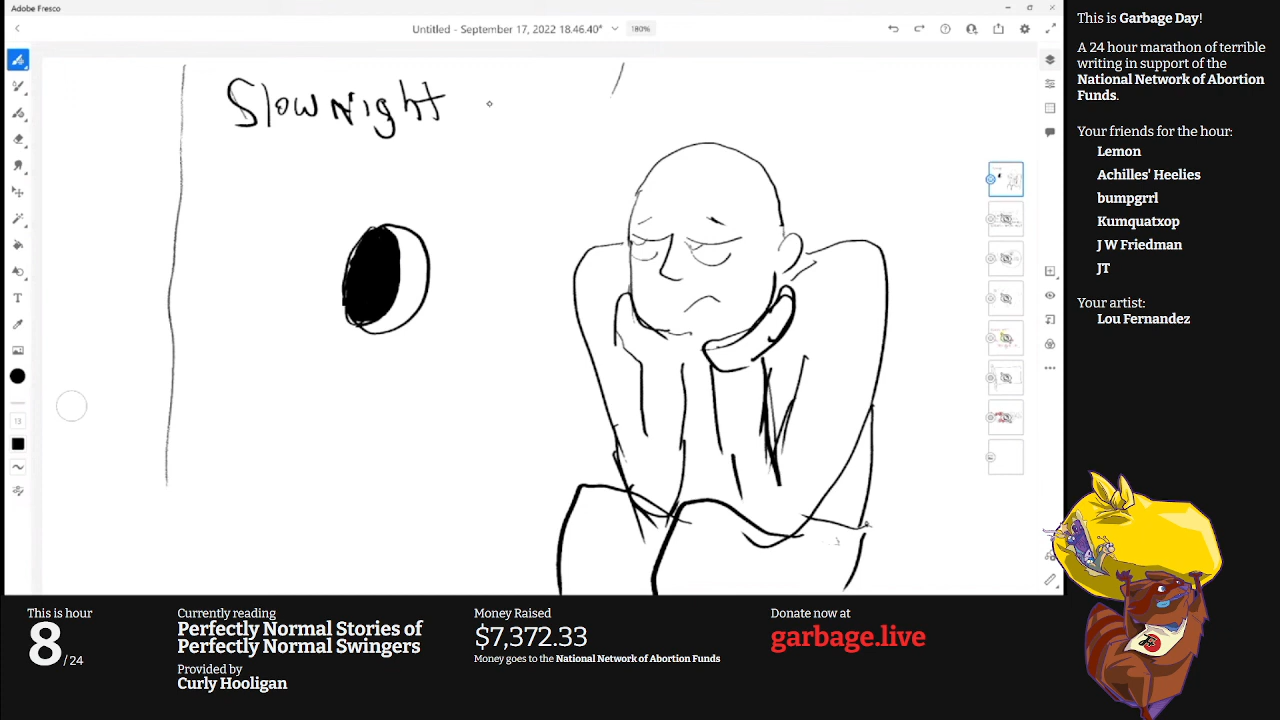 Adobe Fresco
Untitled - September 17, 2022 18.46.40*
180%
Slow Night
13
This is Garbage Day!
A 24 hour marathon of terrible
writing in support of the
National Network of Abortion
Funds.
Your friends for the hour:
Lemon
Achilles' Heelies
bumpgrrl
Kumquatxop
J W Friedman
JT
Your artist:
Lou Fernandez
This is hour
8/24
Currently reading
Perfectly Normal Stories of
Perfectly Normal Swingers
Provided by
Curly Hooligan
Money Raised
$7,372.33
Money goes to the National Network of Abortion Funds
Donate now at
garbage.live